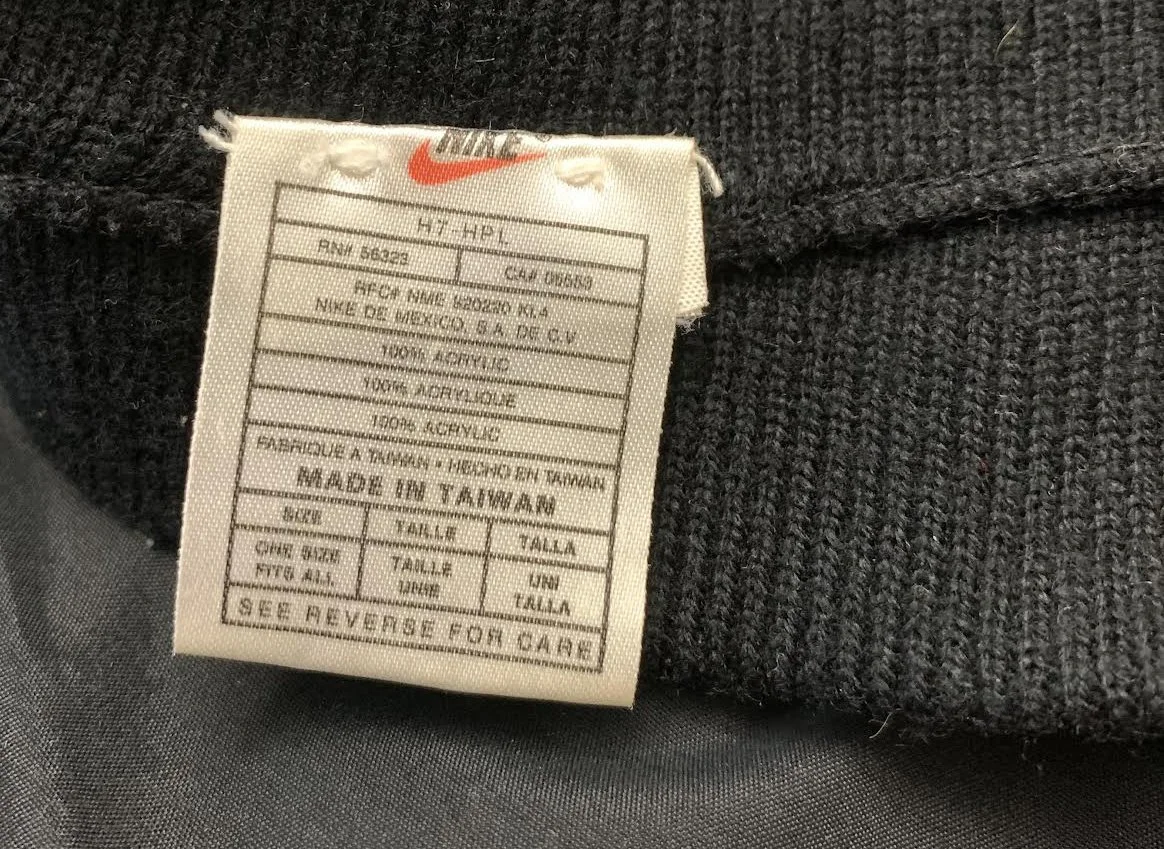 NIKE
H7-HPL
RN# 56323 CA# 05553
RFC# NME 920220 KL4
NIKE DE MEXICO, S.A. DE C.V
100% ACRYLIC
100% ACRYLIQUE
100% ACRYLIC
FABRIQUE A TAIWAN • HECHO EN TAIWAN
MADE IN TAIWAN
SIZE TAILLE TALLA
ONE SIZE TAILLE UNI
FITS ALL UNIE TALLA
SEE REVERSE FOR CARE